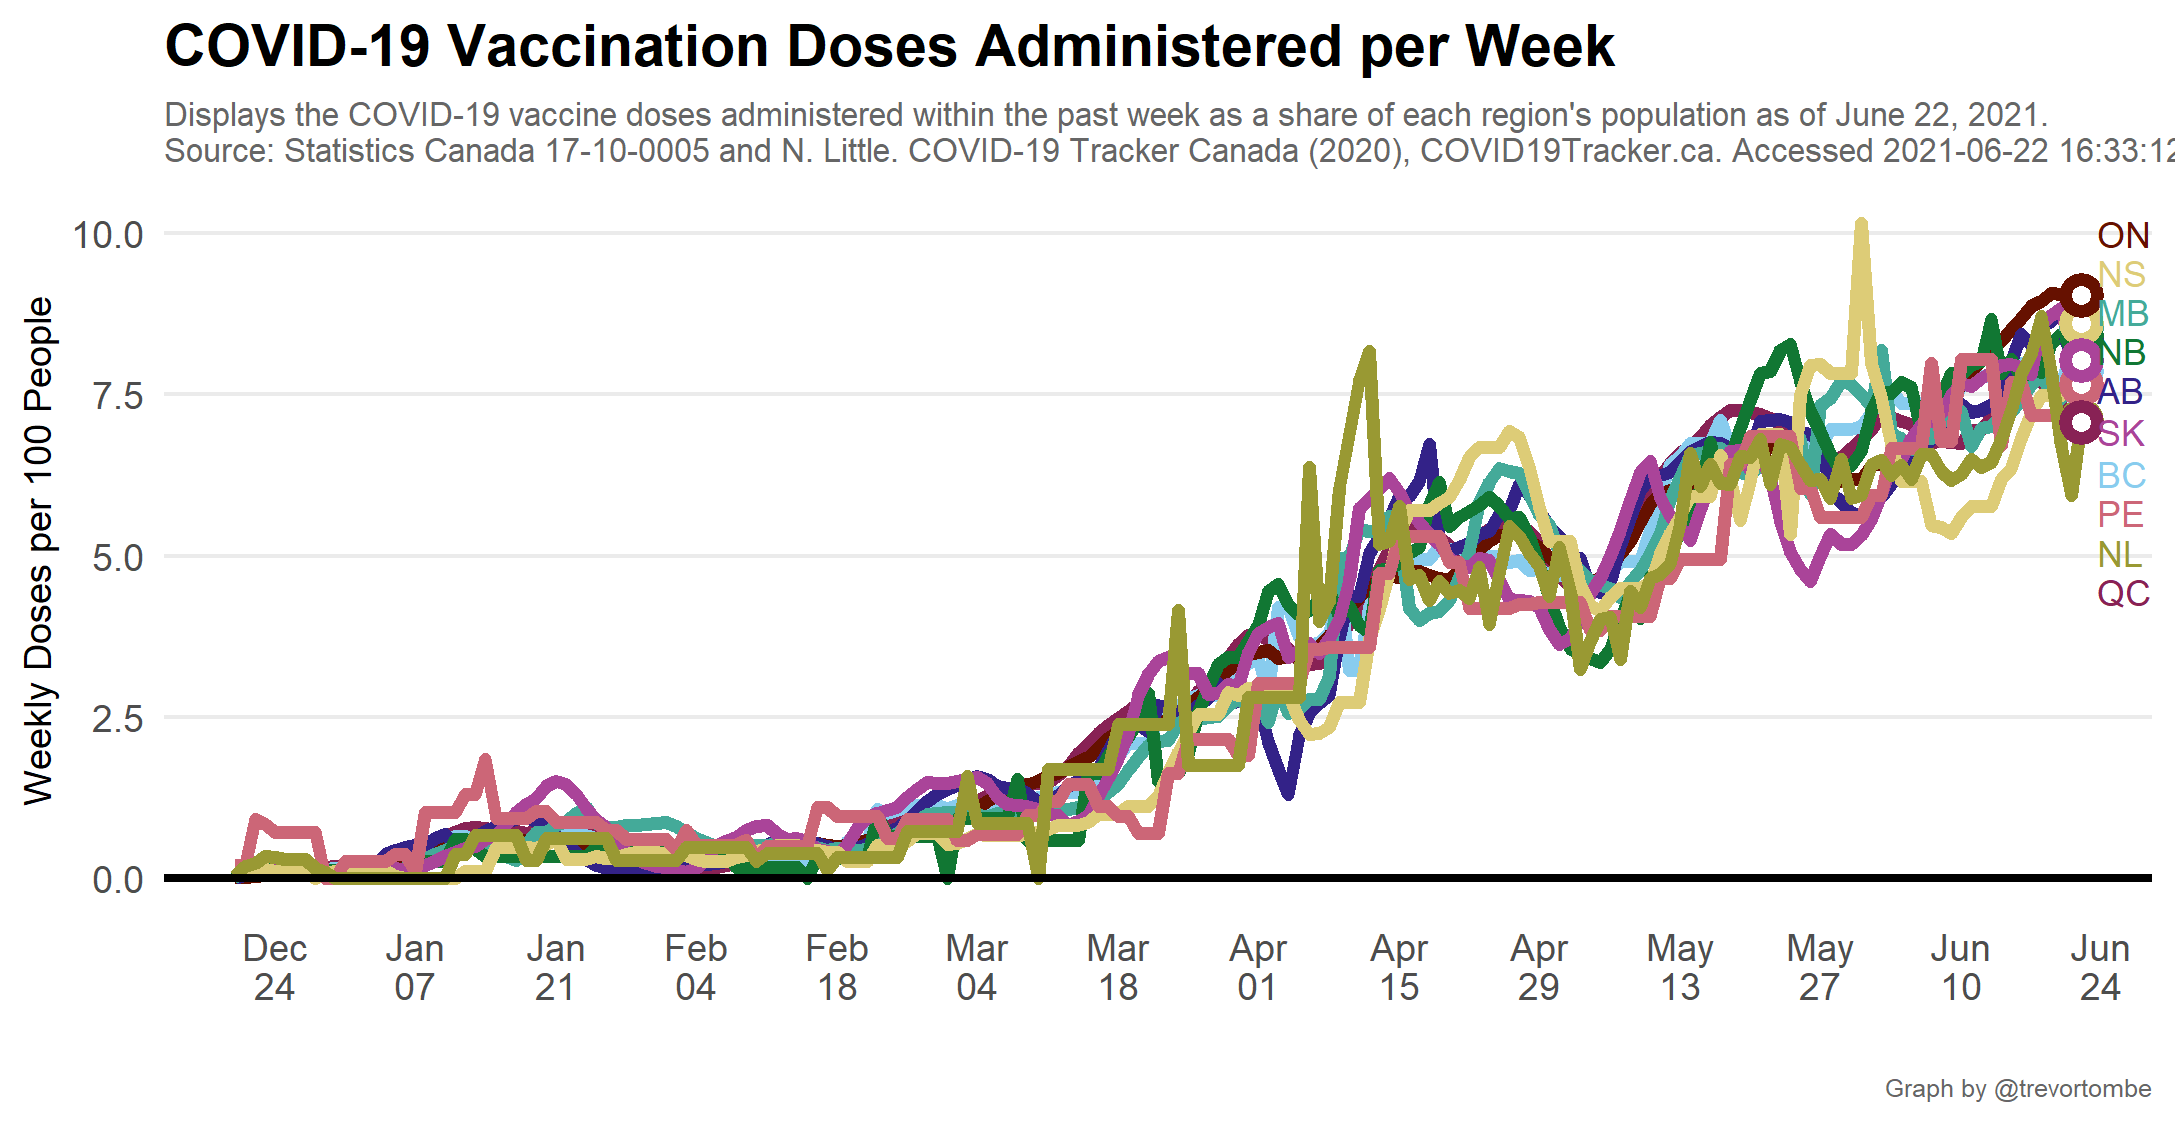 COVID-19 Vaccination Doses Administered per Week
Displays the COVID-19 vaccine doses administered within the past week as a share of each region's population as of June 22, 2021.
Source: Statistics Canada 17-10-0005 and N. Little. COVID-19 Tracker Canada (2020), COVID19Tracker.ca. Accessed 2021-06-22 16:33:12
Weekly Doses per 100 People
10.0
7.5
5.0
2.5
0.0
ON
NS
MB
NB
AB
SK
BC
PE
NL
QC
Dec 24
Jan 07
Jan 21
Feb 04
Feb 18
Mar 04
Mar 18
Apr 01
Apr 15
Apr 29
May 13
May 27
Jun 10
Jun 24
Graph by @trevortombe